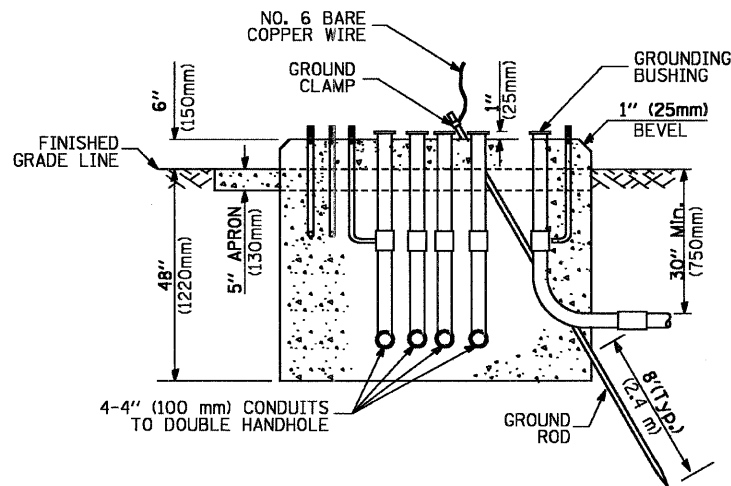 NO. 6 BARE
COPPER WIRE
GROUND
CLAMP
6"
(150mm)
1"
(25mm)
GROUNDING
BUSHING
1" (25mm)
BEVEL
FINISHED
GRADE LINE
48"
(1220mm)
5" APRON
(130mm)
30" Min.
(750mm)
4-4" (100 mm) CONDUITS
TO DOUBLE HANDHOLE
GROUND
ROD
8'(Typ.)
(2.4 m)